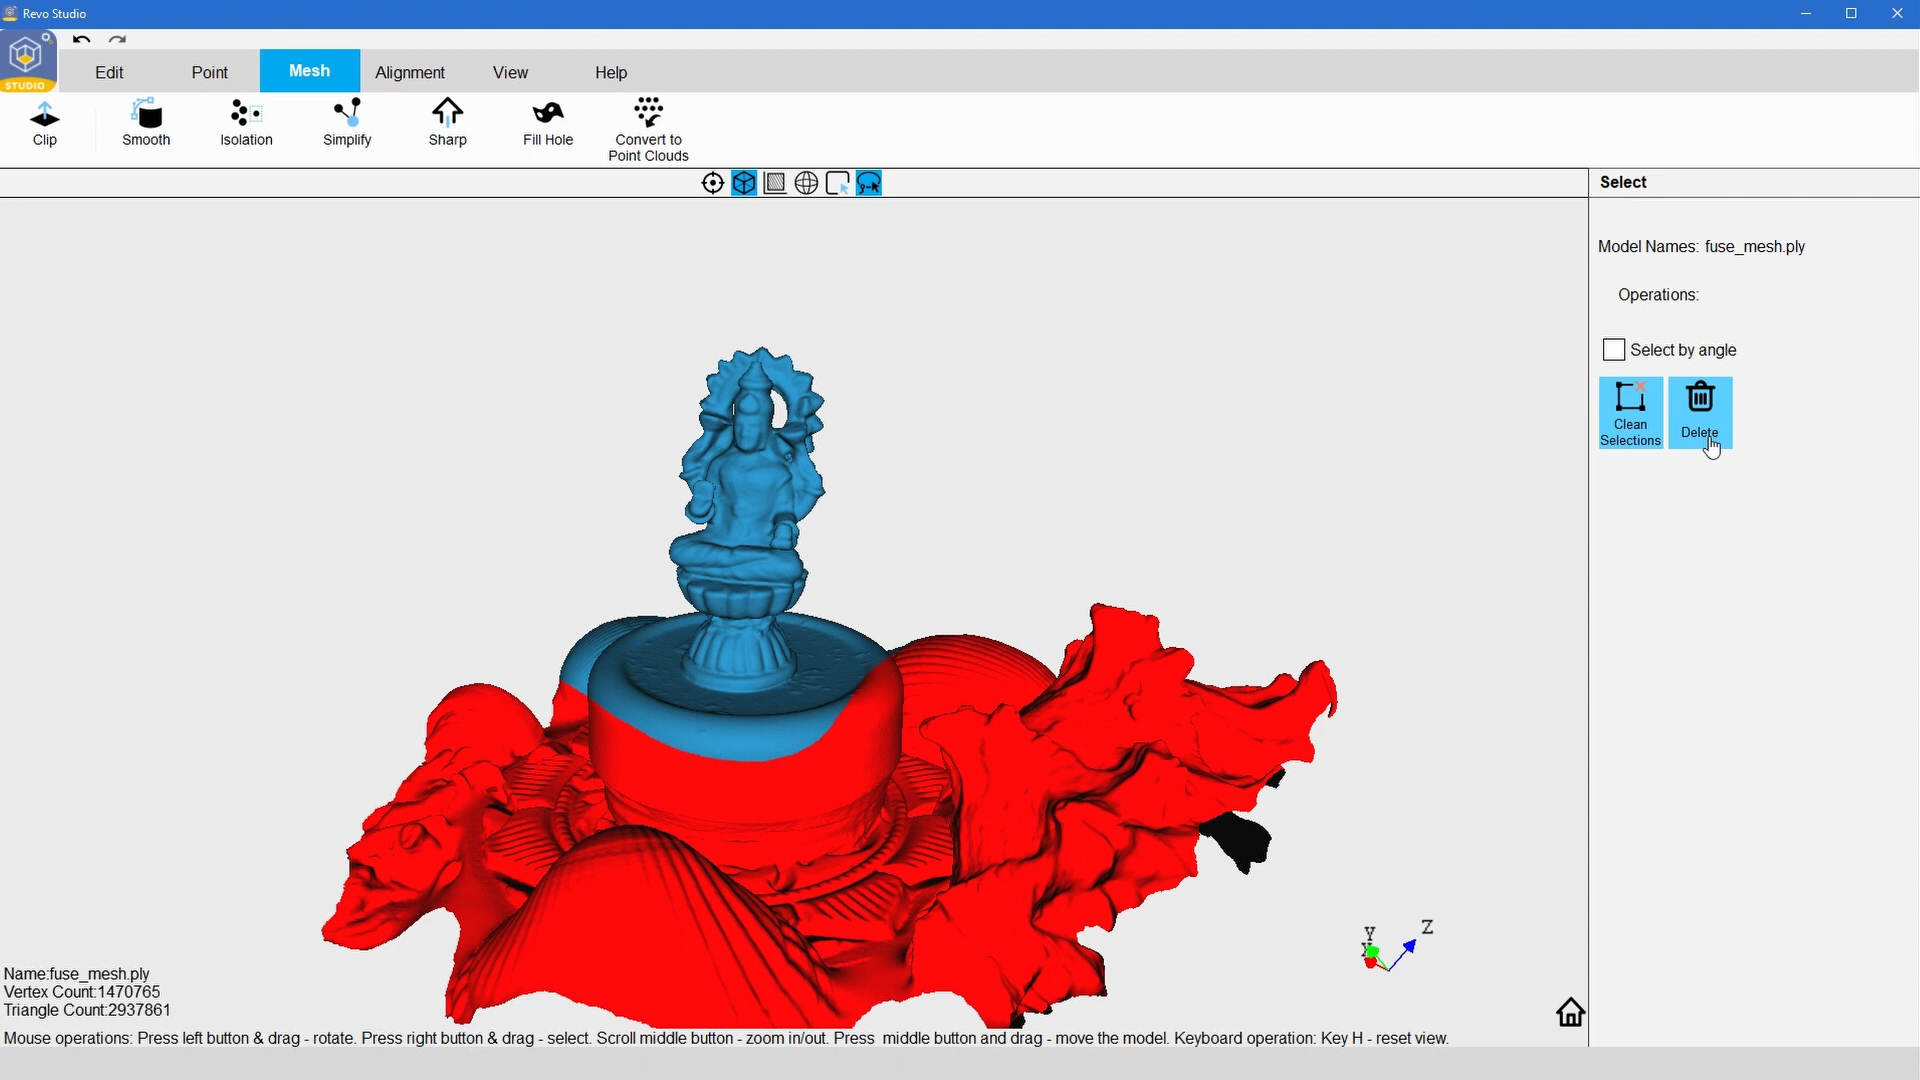 Revo Studio
STUDIO
Edit
Point
Mesh
Alignment
View
Help
Clip
Smooth
Isolation
Simplify
Sharp
Fill Hole
Convert to
Point Clouds
Select
Model Names: fuse_mesh.ply
Operations:
Select by angle
Clean
Selections
Delete
Y
X
Z
Name:fuse_mesh.ply
Vertex Count:1470765
Triangle Count:2937861
Mouse operations: Press left button & drag - rotate. Press right button & drag - select. Scroll middle button - zoom in/out. Press  middle button and drag - move the model. Keyboard operation: Key H - reset view.